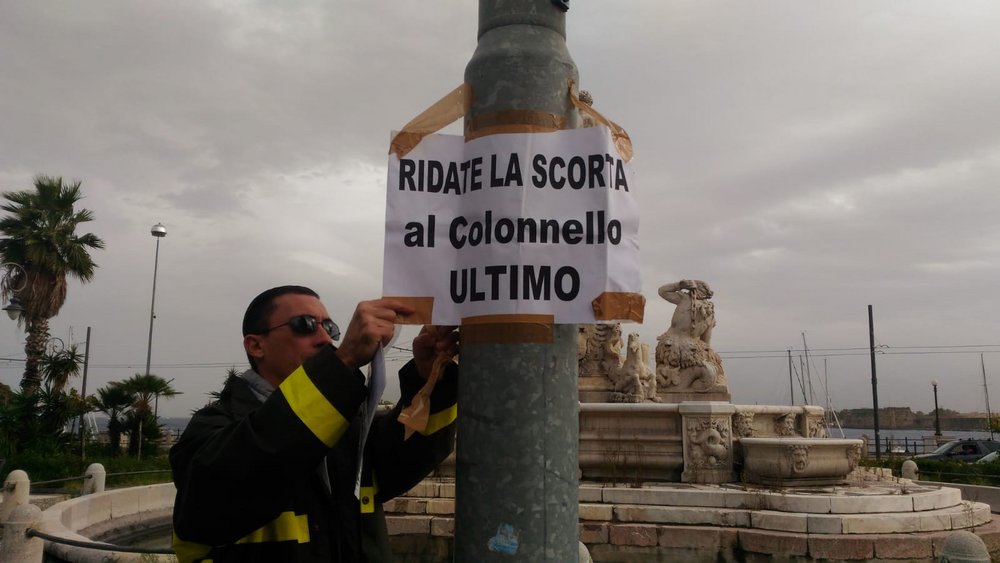 RIDATE LA SCORTA
al Colonnello
ULTIMO